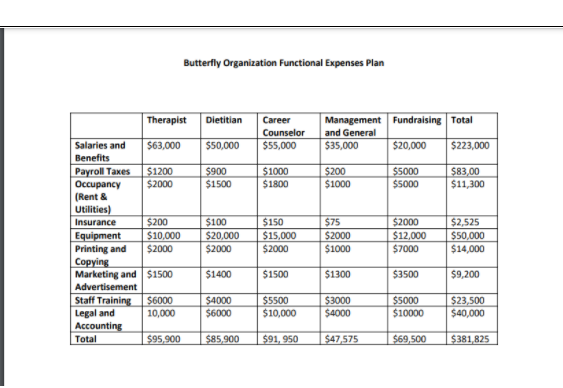 Butterfly Organization Functional Expenses Plan
Therapist Dietitian Career Management Fundraising Total
Counselor and General
Salaries and $63,000 $50,000 $55,000 $35,000 $20,000 $223,000
Benefits
Payroll Taxes $1200 $900 $1000 $200 $5000 $83,00
Occupancy $2000 $1500 $1800 $1000 $5000 $11,300
(Rent &
Utilities)
Insurance $200 $100 $150 $75 $2000 $2,525
Equipment $10,000 $20,000 $15,000 $2000 $12,000 $50,000
Printing and $2000 $2000 $2000 $1000 $7000 $14,000
Copying
Marketing and $1500 $1400 $1500 $1300 $3500 $9,200
Advertisement
Staff Training $6000 $4000 $5500 $3000 $5000 $23,500
Legal and 10,000 $6000 $10,000 $4000 $10000 $40,000
Accounting
Total $95,900 $85,900 $91, 950 $47,575 $69,500 $381,825